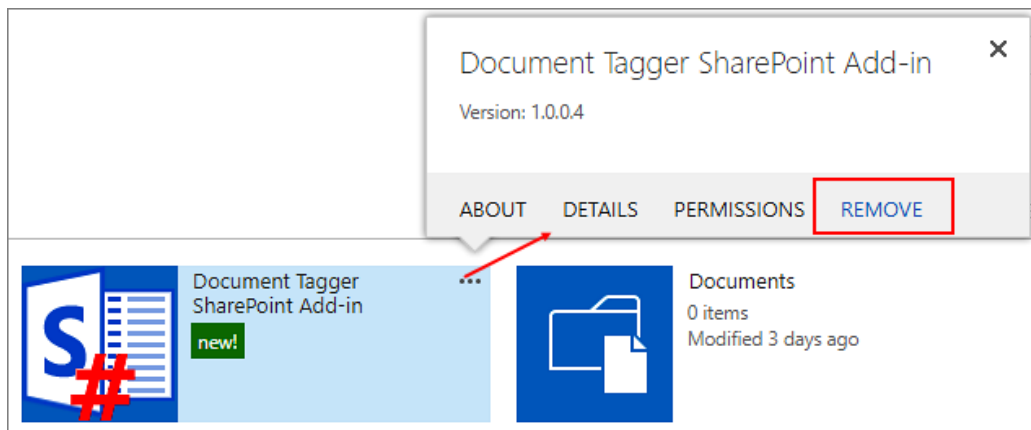 Document Tagger SharePoint Add-in
Version: 1.0.0.4
ABOUT DETAILS PERMISSIONS REMOVE
Document Tagger
SharePoint Add-in
new!
S
#
Documents
0 items
Modified 3 days ago